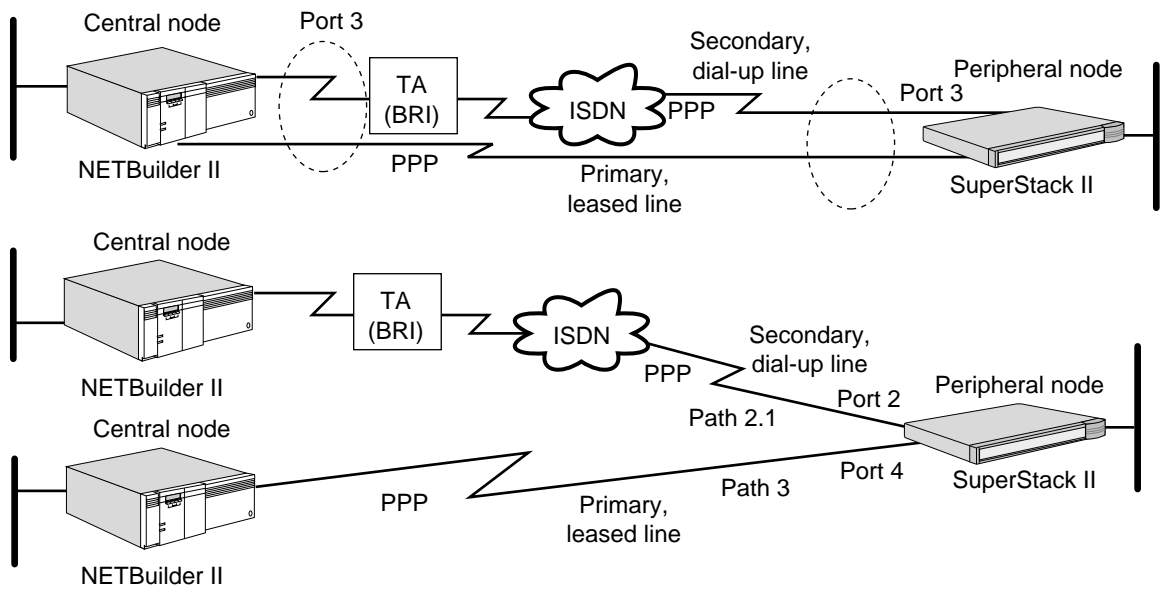 Central node
Port 3
TA
(BRI)
ISDN
PPP
Secondary,
dial-up line
Port 3
Peripheral node
NETBuilder II
PPP
Primary,
leased line
SuperStack II
Central node
TA
(BRI)
ISDN
PPP
Secondary,
dial-up line
Path 2.1
Port 2
Peripheral node
NETBuilder II
Central node
PPP
Primary,
leased line
Path 3
Port 4
SuperStack II
NETBuilder II